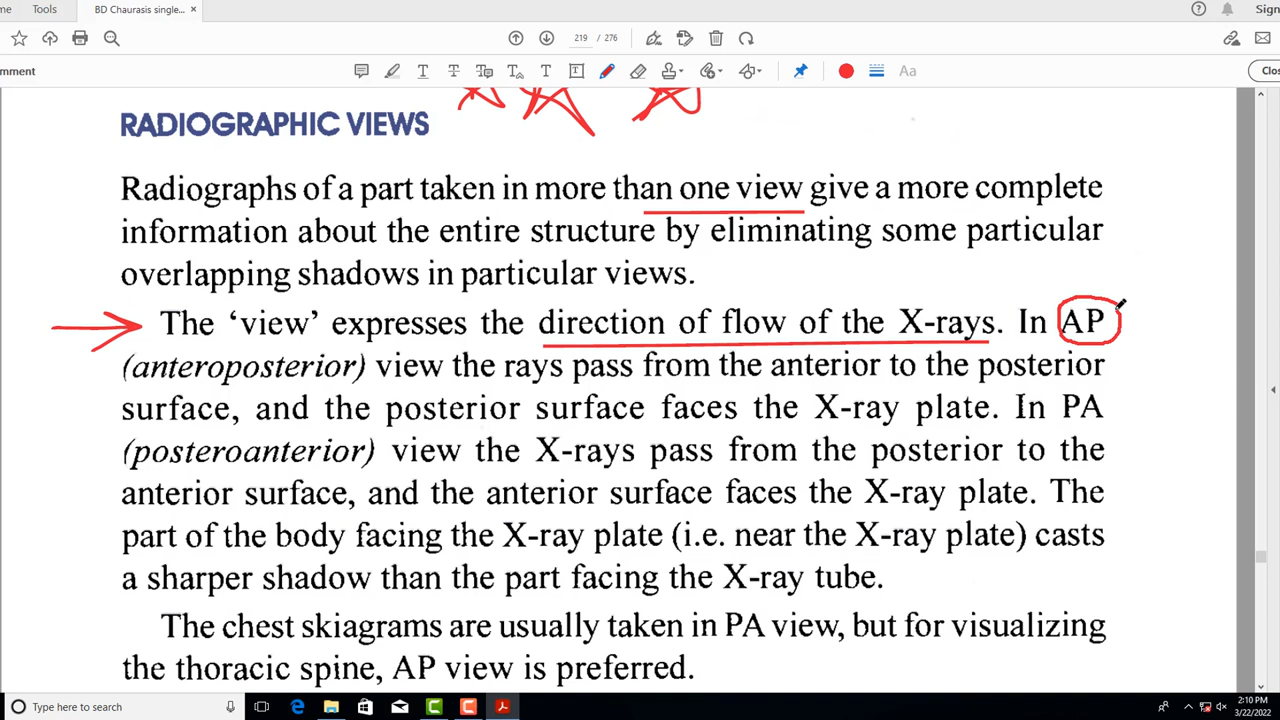 ne
Tools
BD Chaurasis single...
×
Sign
219 / 276
mment
Clos
RADIOGRAPHIC VIEWS
Radiographs of a part taken in more than one view give a more complete
information about the entire structure by eliminating some particular
overlapping shadows in particular views.
The ‘view’ expresses the direction of flow of the X-rays. In AP
(anteroposterior) view the rays pass from the anterior to the posterior
surface, and the posterior surface faces the X-ray plate. In PA
(posteroanterior) view the X-rays pass from the posterior to the
anterior surface, and the anterior surface faces the X-ray plate. The
part of the body facing the X-ray plate (i.e. near the X-ray plate) casts
a sharper shadow than the part facing the X-ray tube.
The chest skiagrams are usually taken in PA view, but for visualizing
the thoracic spine, AP view is preferred.
Type here to search
2:10 PM
3/22/2022